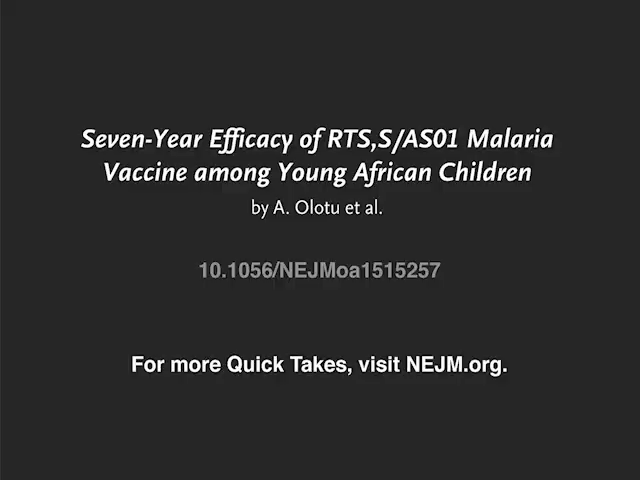 Seven-Year Efficacy of RTS,S/AS01 Malaria
Vaccine among Young African Children
by A. Olotu et al.
10.1056/NEJMoa1515257
For more Quick Takes, visit NEJM.org.